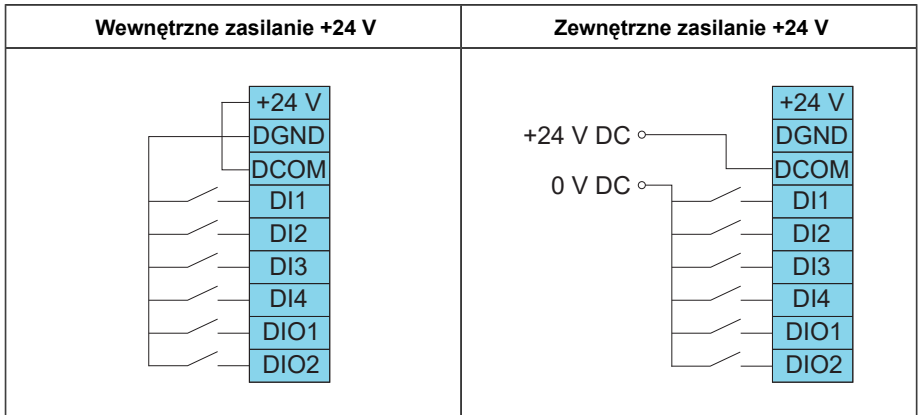 Wewnętrzne zasilanie +24 V
Zewnętrzne zasilanie +24 V
+24 V
DGND
DCOM
DI1
DI2
DI3
DI4
DIO1
DIO2
+24 V DC
0 V DC
+24 V
DGND
DCOM
DI1
DI2
DI3
DI4
DIO1
DIO2